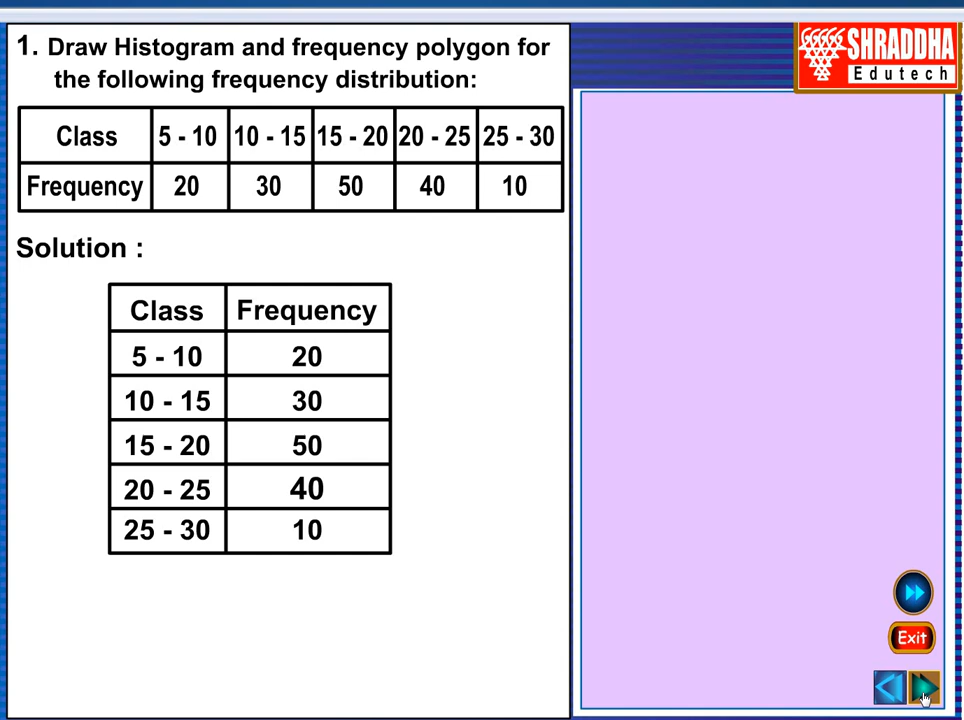 1. Draw Histogram and frequency polygon for
the following frequency distribution:
Class 5 - 10 10 - 15 15 - 20 20 - 25 25 - 30
Frequency 20 30 50 40 10
Solution :
Class Frequency
5 - 10 20
10 - 15 30
15 - 20 50
20 - 25 40
25 - 30 10
SHRADDHA
Edutech
Exit